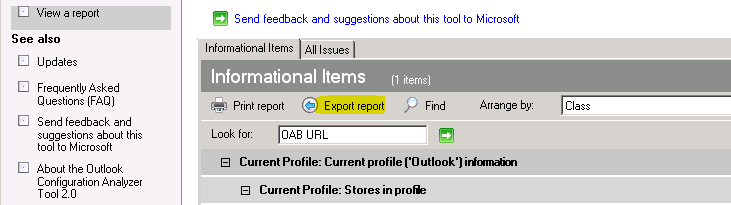 View a report
See also
Updates
Frequently Asked
Questions (FAQ)
Send feedback and
suggestions about this
tool to Microsoft
About the Outlook
Configuration Analyzer
Tool 2.0
Send feedback and suggestions about this tool to Microsoft
Informational Items All Issues
Informational Items (1 items)
Print report Export report Find Arrange by: Class
Look for: OAB URL
Current Profile: Current profile ('Outlook') information
Current Profile: Stores in profile